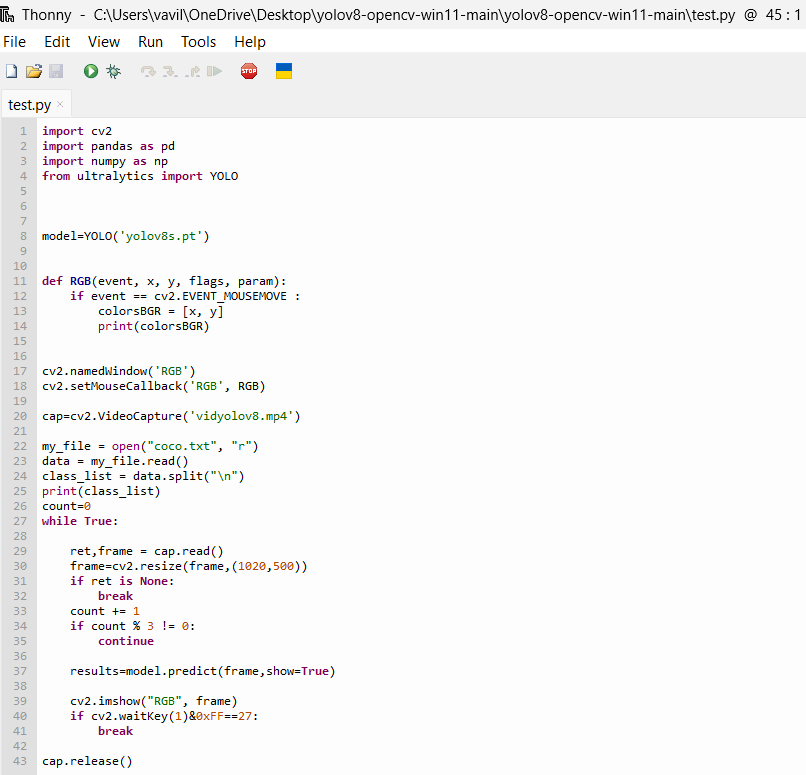 Thonny - C:\Users\vavil\OneDrive\Desktop\yolov8-opencv-win11-main\yolov8-opencv-win11-main\test.py @ 45 : 1
File Edit View Run Tools Help
STOP
test.py ×
1 import cv2
2 import pandas as pd
3 import numpy as np
4 from ultralytics import YOLO
5
6
7
8 model=YOLO('yolov8s.pt')
9
10
11 def RGB(event, x, y, flags, param):
12     if event == cv2.EVENT_MOUSEMOVE :
13         colorsBGR = [x, y]
14         print(colorsBGR)
15
16
17 cv2.namedWindow('RGB')
18 cv2.setMouseCallback('RGB', RGB)
19
20 cap=cv2.VideoCapture('vidyolov8.mp4')
21
22 my_file = open("coco.txt", "r")
23 data = my_file.read()
24 class_list = data.split("\n")
25 print(class_list)
26 count=0
27 while True:
28
29     ret,frame = cap.read()
30     frame=cv2.resize(frame,(1020,500))
31     if ret is None:
32         break
33     count += 1
34     if count % 3 != 0:
35         continue
36
37     results=model.predict(frame,show=True)
38
39     cv2.imshow("RGB", frame)
40     if cv2.waitKey(1)&0xFF==27:
41         break
42
43 cap.release()